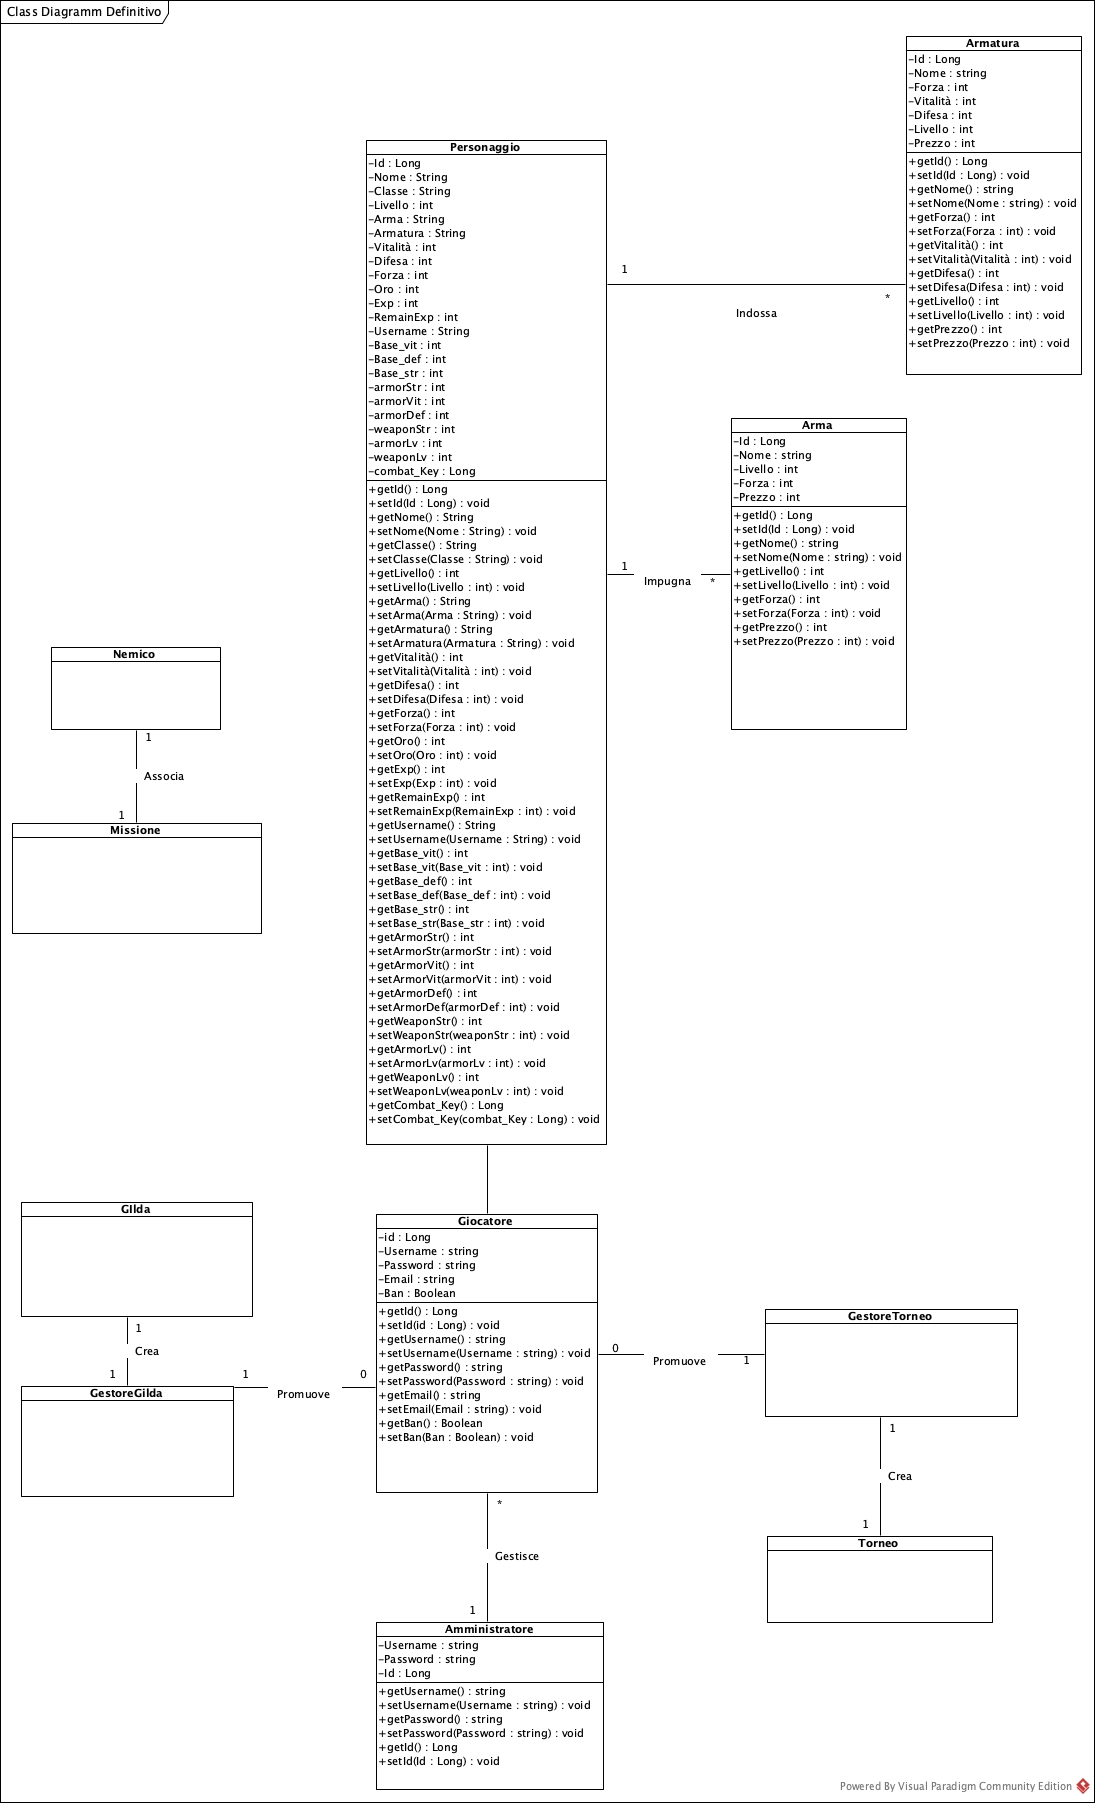 Class Diagramm Definitivo
Armatura
-Id : Long
-Nome : string
-Forza : int
-Vitalità : int
-Difesa : int
-Livello : int
-Prezzo : int
+getId() : Long
+setId(Id : Long) : void
+getNome() : string
+setNome(Nome : string) : void
+getForza() : int
+setForza(Forza : int) : void
+getVitalità() : int
+setVitalità(Vitalità : int) : void
+getDifesa() : int
+setDifesa(Difesa : int) : void
+getLivello() : int
+setLivello(Livello : int) : void
+getPrezzo() : int
+setPrezzo(Prezzo : int) : void
Personaggio
-Id : Long
-Nome : String
-Classe : String
-Livello : int
-Arma : String
-Armatura : String
-Vitalità : int
-Difesa : int
-Forza : int
-Oro : int
-Exp : int
-RemainExp : int
-Username : String
-Base_vit : int
-Base_def : int
-Base_str : int
-armorStr : int
-armorVit : int
-armorDef : int
-weaponStr : int
-armorLv : int
-weaponLv : int
-combat_Key : Long
+getId() : Long
+setId(Id : Long) : void
+getNome() : String
+setNome(Nome : String) : void
+getClasse() : String
+setClasse(Classe : String) : void
+getLivello() : int
+setLivello(Livello : int) : void
+getArma() : String
+setArma(Arma : String) : void
+getArmatura() : String
+setArmatura(Armatura : String) : void
+getVitalità() : int
+setVitalità(Vitalità : int) : void
+getDifesa() : int
+setDifesa(Difesa : int) : void
+getForza() : int
+setForza(Forza : int) : void
+getOro() : int
+setOro(Oro : int) : void
+getExp() : int
+setExp(Exp : int) : void
+getRemainExp() : int
+setRemainExp(RemainExp : int) : void
+getUsername() : String
+setUsername(Username : String) : void
+getBase_vit() : int
+setBase_vit(Base_vit : int) : void
+getBase_def() : int
+setBase_def(Base_def : int) : void
+getBase_str() : int
+setBase_str(Base_str : int) : void
+getArmorStr() : int
+setArmorStr(armorStr : int) : void
+getArmorVit() : int
+setArmorVit(armorVit : int) : void
+getArmorDef() : int
+setArmorDef(armorDef : int) : void
+getWeaponStr() : int
+setWeaponStr(weaponStr : int) : void
+getArmorLv() : int
+setArmorLv(armorLv : int) : void
+getWeaponLv() : int
+setWeaponLv(weaponLv : int) : void
+getCombat_Key() : Long
+setCombat_Key(combat_Key : Long) : void
1
*
Indossa
Arma
-Id : Long
-Nome : string
-Livello : int
-Forza : int
-Prezzo : int
+getId() : Long
+setId(Id : Long) : void
+getNome() : string
+setNome(Nome : string) : void
+getLivello() : int
+setLivello(Livello : int) : void
+getForza() : int
+setForza(Forza : int) : void
+getPrezzo() : int
+setPrezzo(Prezzo : int) : void
1
Impugna
*
Nemico
1
Associa
1
Missione
GIlda
1
Crea
1
GestoreGilda
1
Promuove
0
Giocatore
-id : Long
-Username : string
-Password : string
-Email : string
-Ban : Boolean
+getId() : Long
+setId(id : Long) : void
+getUsername() : string
+setUsername(Username : string) : void
+getPassword() : string
+setPassword(Password : string) : void
+getEmail() : string
+setEmail(Email : string) : void
+getBan() : Boolean
+setBan(Ban : Boolean) : void
0
Promuove
1
GestoreTorneo
1
Crea
1
Torneo
*
Gestisce
1
Amministratore
-Username : string
-Password : string
-Id : Long
+getUsername() : string
+setUsername(Username : string) : void
+getPassword() : string
+setPassword(Password : string) : void
+getId() : Long
+setId(Id : Long) : void
Powered By Visual Paradigm Community Edition